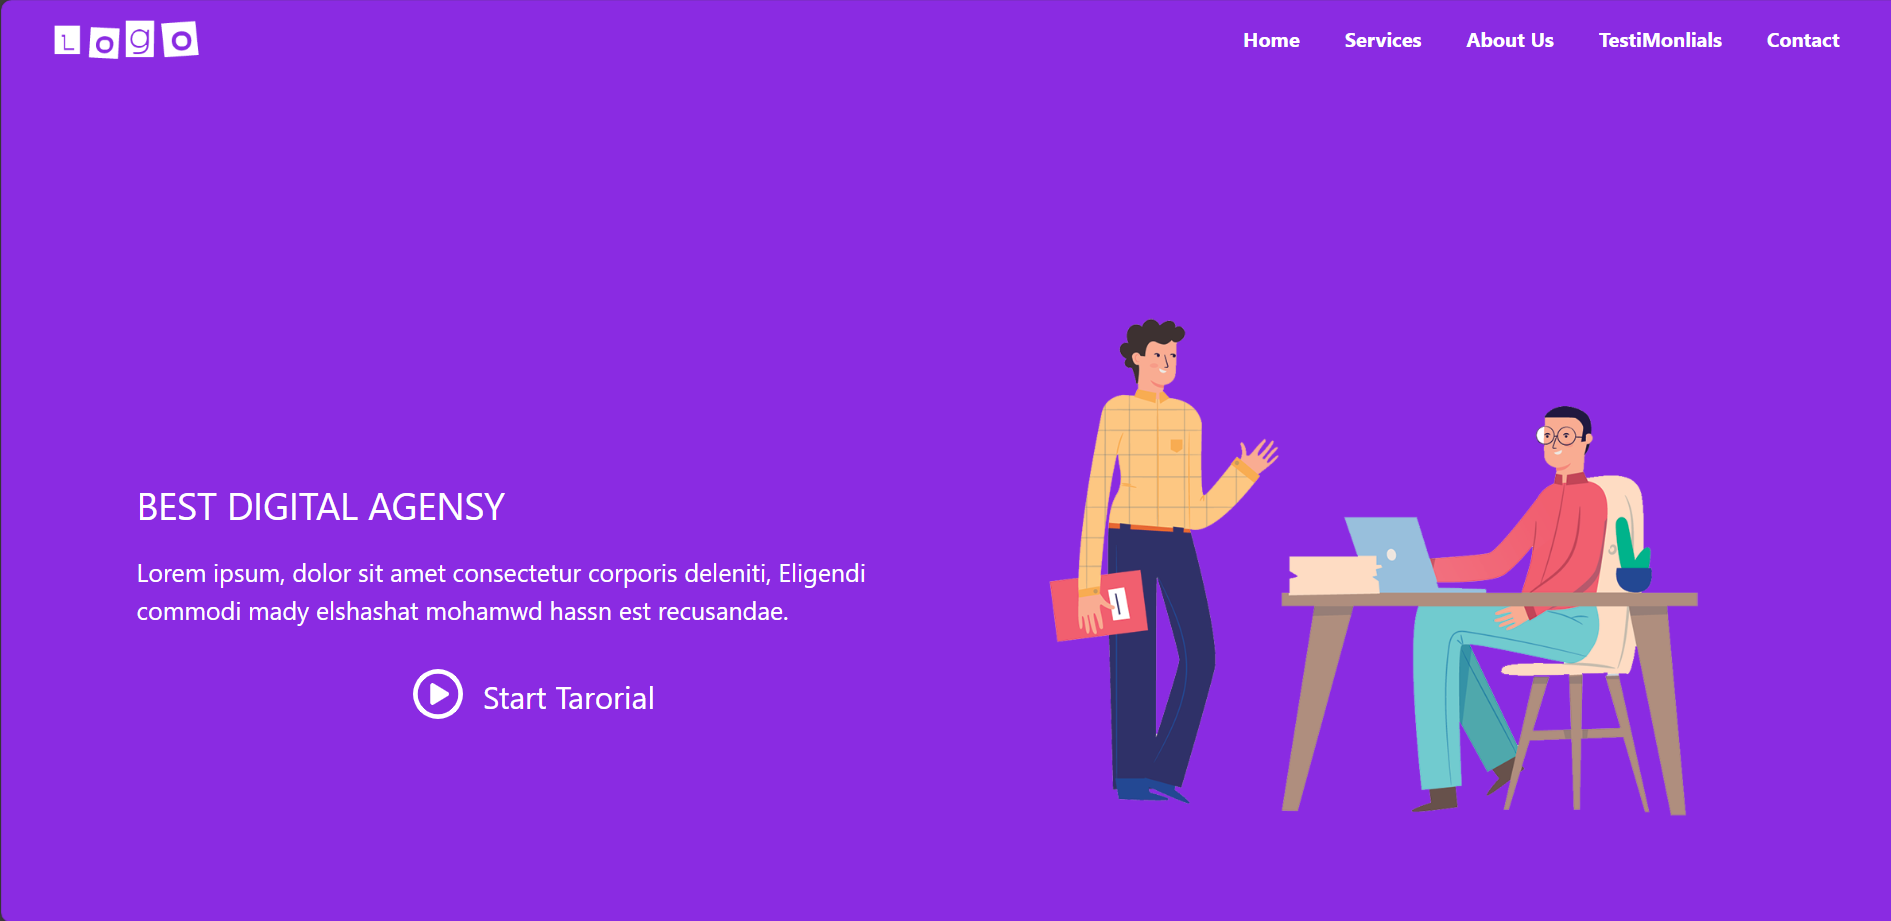 LOGO
Home Services About Us TestiMonlials Contact
BEST DIGITAL AGENSY
Lorem ipsum, dolor sit amet consectetur corporis deleniti, Eligendi
commodi mady elshashat mohamwd hassn est recusandae.
Start Tarorial